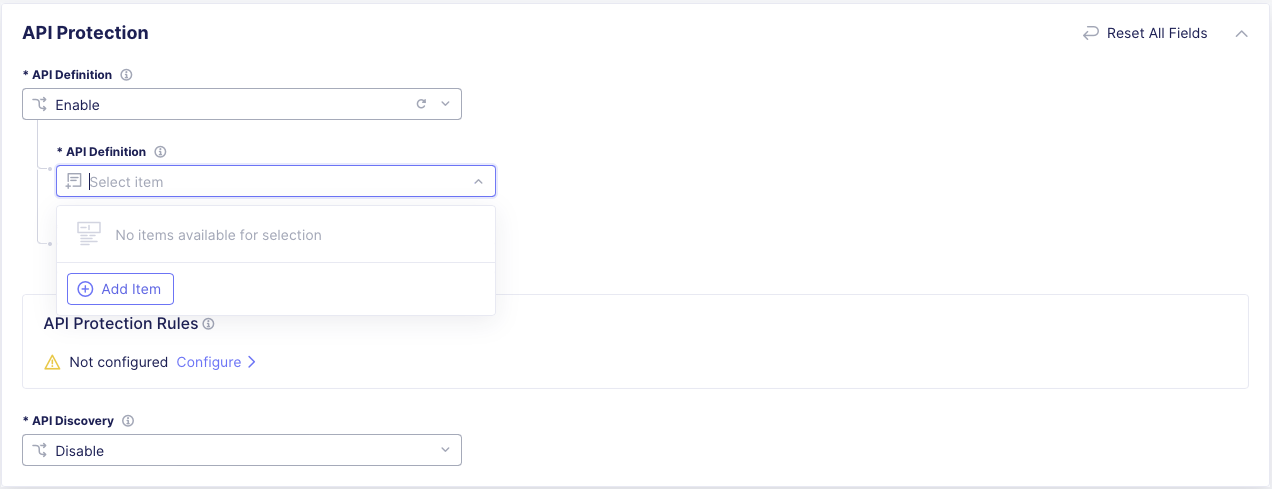 API Protection
Reset All Fields
* API Definition
Enable
* API Definition
Select item
No items available for selection
Add Item
API Protection Rules
Not configured Configure
* API Discovery
Disable